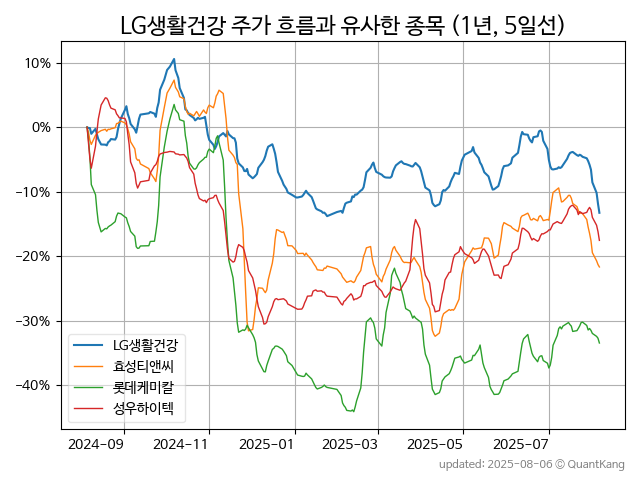 LG생활건강 주가 흐름과 유사한 종목 (1년, 5일선)
10%
0%
−10%
−20%
−30%
−40%
LG생활건강
효성티앤씨
롯데케미칼
성우하이텍
2024-09
2024-11
2025-01
2025-03
2025-05
2025-07
updated: 2025-08-06 © QuantKang